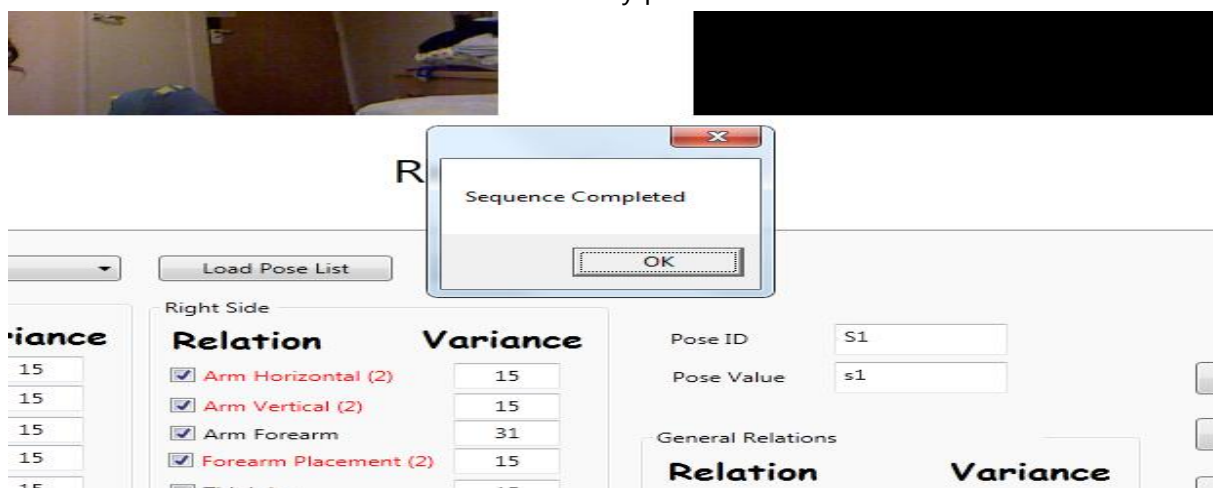 R
Sequence Completed
OK
Load Pose List
Right Side
riance
Relation Variance
Pose ID S1
15
Arm Horizontal (2) 15
Pose Value s1
15
Arm Vertical (2) 15
15
Arm Forearm 31
General Relations
15
Forearm Placement (2) 15
Relation Variance